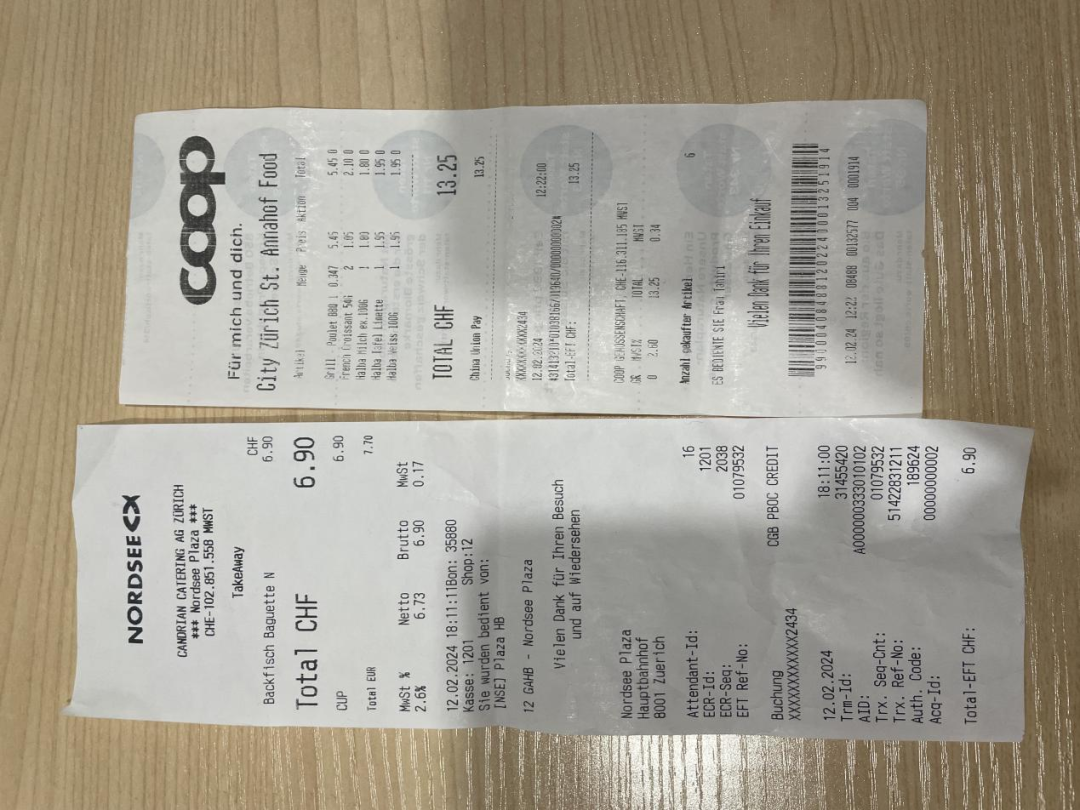 coop
Für mich und dich.
City Zürich St. Annahof Food
Artikel Menge Preis Aktion Total
Grill Poulet 0.347 5.45 5.45 0
French Croissant 54g 2 1.05 2.10 0
Halba Milch ex.100G 1 1.80 1.80 0
Halba Tafel Limette 1 1.95 1.95 0
Halba Weiss 100G 1 1.95 1.95 0
TOTAL CHF 13.25
China Union Pay 13.25
XXXXXX-XXXX2434
12.02.2024 12:22:00
Total-EFT CHF: 13.25
COOP GENOSSENSCHAFT, CHE-116.311.185 MWST
GR MWST% TOTAL MWST
0 2.60 13.25 0.34
Anzahl gekaufter Artikel 6
ES BEDIENTE SIE Frau Tahiri
Vielen Dank für Ihren Einkauf
9900040848812022400013251914
12.02.24 12:22 08488 00132577 004 0001914
NORDSEE
CANDRIAN CATERING AG ZÜRICH
*** Nordsee Plaza ***
CHE-102.851.558 MWST
TakeAway
CHF
Backfisch Baguette N 6.90
Total CHF 6.90
CUP 6.90
Total EUR 7.70
MwSt % Netto Brutto MwSt
2.6% 6.73 6.90 0.17
12.02.2024 18:11:11Bon: 35880
Kasse: 1201 Shop:12
Sie wurden bedient von:
[NSE] Plaza HB
12 GAHB - Nordsee Plaza
Vielen Dank für Ihren Besuch
und auf Wiedersehen
Nordsee Plaza
Hauptbahnhof
8001 Zuerich
Attendant-Id: 16
ECR-Id: 1201
ECR-Seq: 2038
EFT Ref-No: 01079532
CGB PBOC CREDIT
Buchung
XXXXXXXXXXXX2434
12.02.2024 18:11:00
Trm-Id: 31455420
AID: A0000003330101​02
Trx. Seq-Cnt: 01079532
Trx. Ref-No: 51422831211
Auth. Code: 189624
Acq-Id: 00000000002
Total-EFT CHF: 6.90